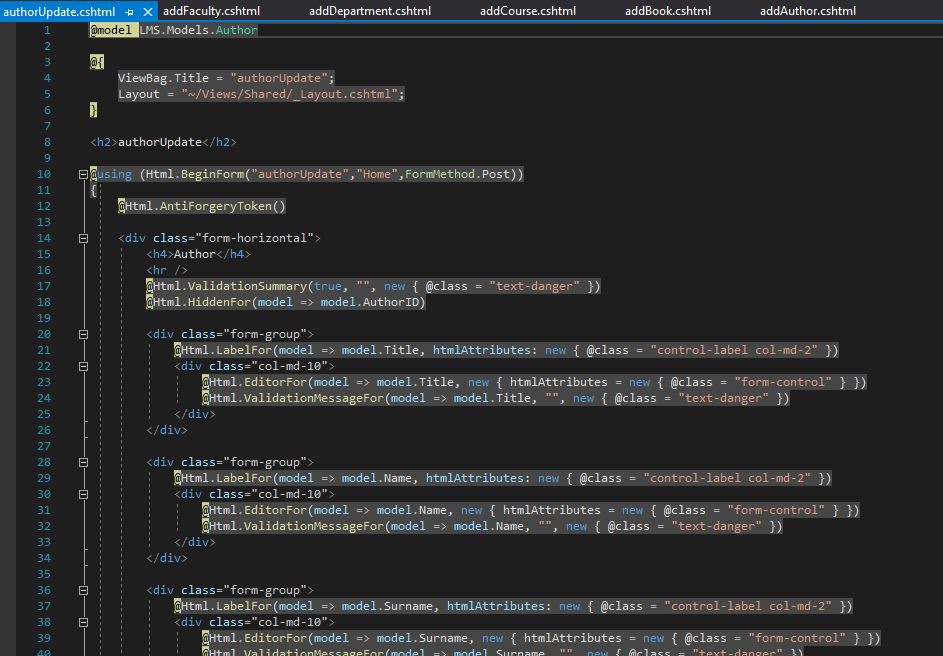 authorUpdate.cshtml addFaculty.cshtml addDepartment.cshtml addCourse.cshtml addBook.cshtml addAuthor.cshtml
1 @model LMS.Models.Author
2
3 @{
4 ViewBag.Title = "authorUpdate";
5 Layout = "~/Views/Shared/_Layout.cshtml";
6 }
7
8 <h2>authorUpdate</h2>
9
10 @using (Html.BeginForm("authorUpdate","Home",FormMethod.Post))
11 {
12 @Html.AntiForgeryToken()
13
14 <div class="form-horizontal">
15 <h4>Author</h4>
16 <hr />
17 @Html.ValidationSummary(true, "", new { @class = "text-danger" })
18 @Html.HiddenFor(model => model.AuthorID)
19
20 <div class="form-group">
21 @Html.LabelFor(model => model.Title, htmlAttributes: new { @class = "control-label col-md-2" })
22 <div class="col-md-10">
23 @Html.EditorFor(model => model.Title, new { htmlAttributes = new { @class = "form-control" } })
24 @Html.ValidationMessageFor(model => model.Title, "", new { @class = "text-danger" })
25 </div>
26 </div>
27
28 <div class="form-group">
29 @Html.LabelFor(model => model.Name, htmlAttributes: new { @class = "control-label col-md-2" })
30 <div class="col-md-10">
31 @Html.EditorFor(model => model.Name, new { htmlAttributes = new { @class = "form-control" } })
32 @Html.ValidationMessageFor(model => model.Name, "", new { @class = "text-danger" })
33 </div>
34 </div>
35
36 <div class="form-group">
37 @Html.LabelFor(model => model.Surname, htmlAttributes: new { @class = "control-label col-md-2" })
38 <div class="col-md-10">
39 @Html.EditorFor(model => model.Surname, new { htmlAttributes = new { @class = "form-control" } })
40 @Html.ValidationMessageFor(model => model.Surname, "", new { @class = "text-danger" })